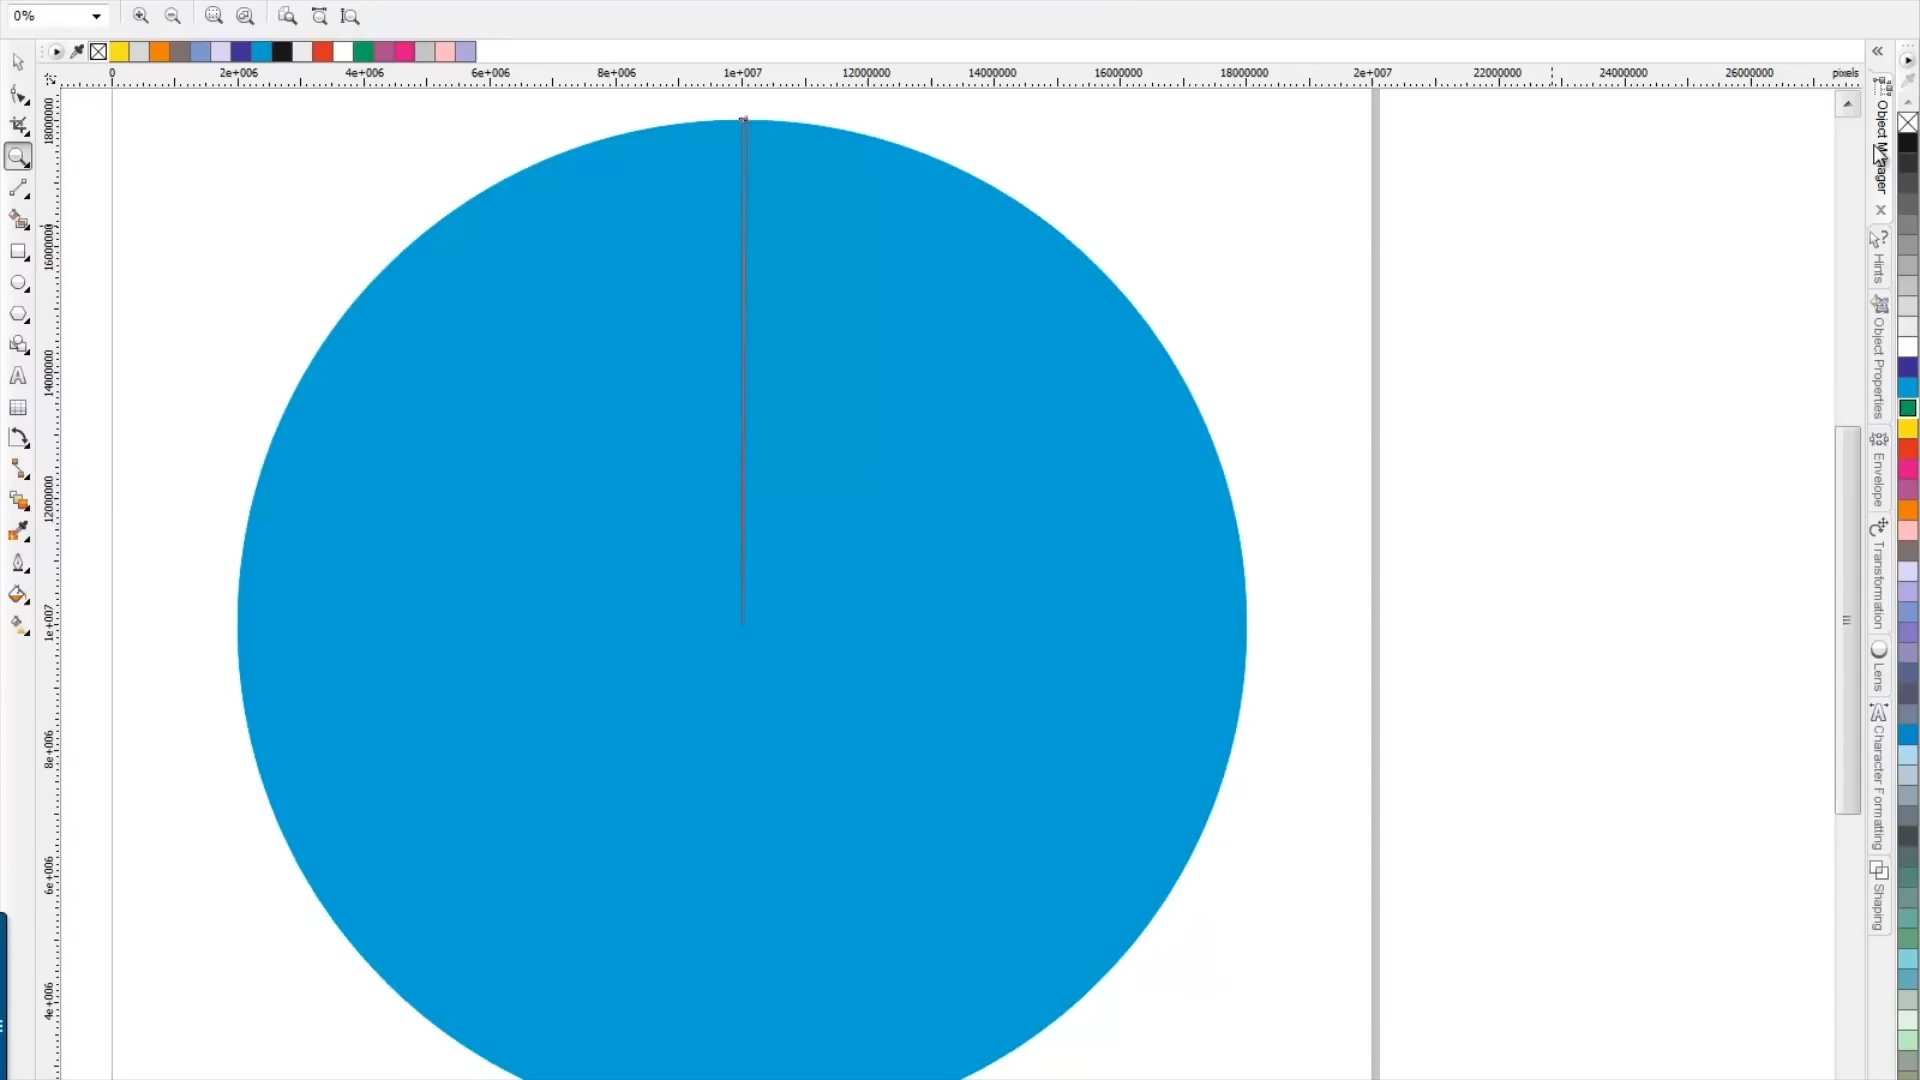 0%
0 2e+006 4e+006 6e+006 8e+006 1e+007 12000000 14000000 16000000 18000000 2e+007 22000000 24000000 26000000 pixels
18000000
16000000
14000000
12000000
1e+007
8e+006
6e+006
4e+006
Object Manager
Hints
Object Properties
Envelope
Transformation
Lens
Character Formatting
Shaping